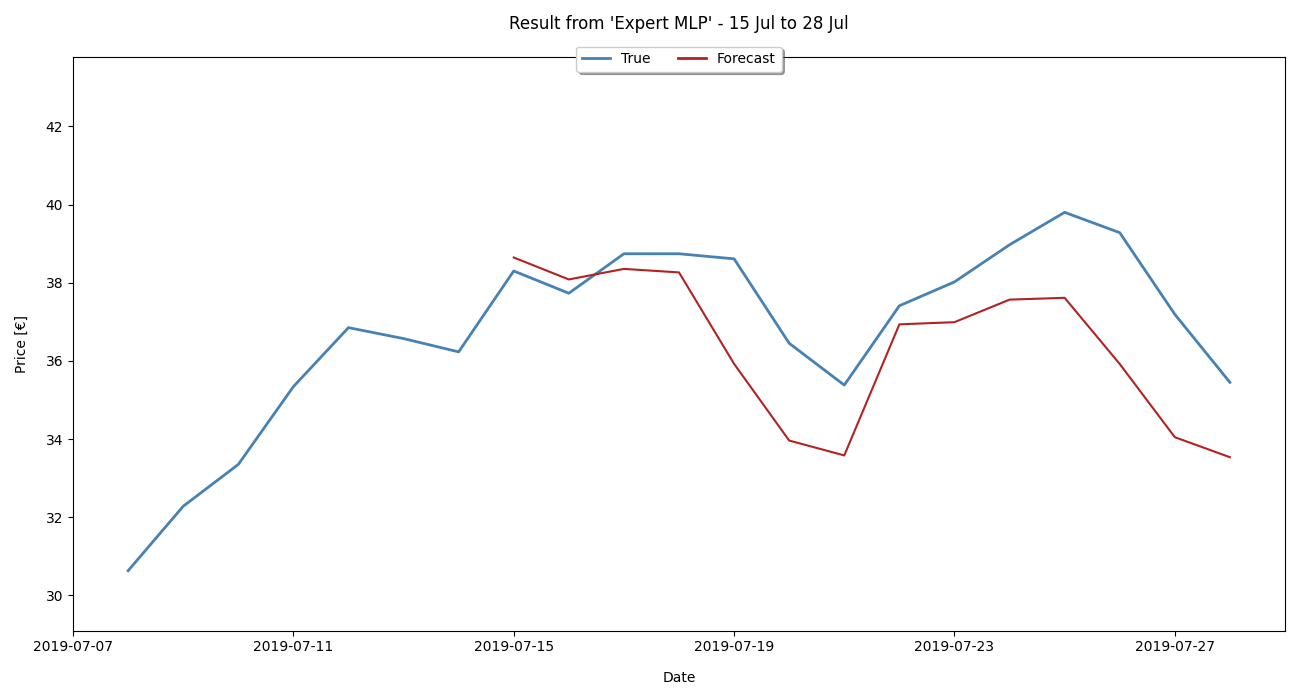 Result from 'Expert MLP' - 15 Jul to 28 Jul
True Forecast
42
40
38
36
34
32
30
Price [€]
2019-07-07 2019-07-11 2019-07-15 2019-07-19 2019-07-23 2019-07-27
Date